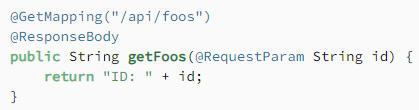 @GetMapping("/api/foos")
@ResponseBody
public String getFoos(@RequestParam String id) {
    return "ID: " + id;
}